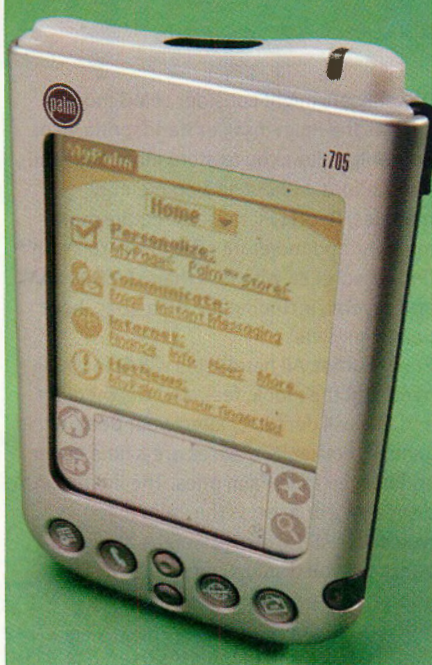 palm
i705
MyPalm
Home
Personalize:
MyPalm Palm™ Store
Communicate:
Email Instant Messaging
Internet:
Finance Info News More...
HotNews:
MyPalm at your fingertips